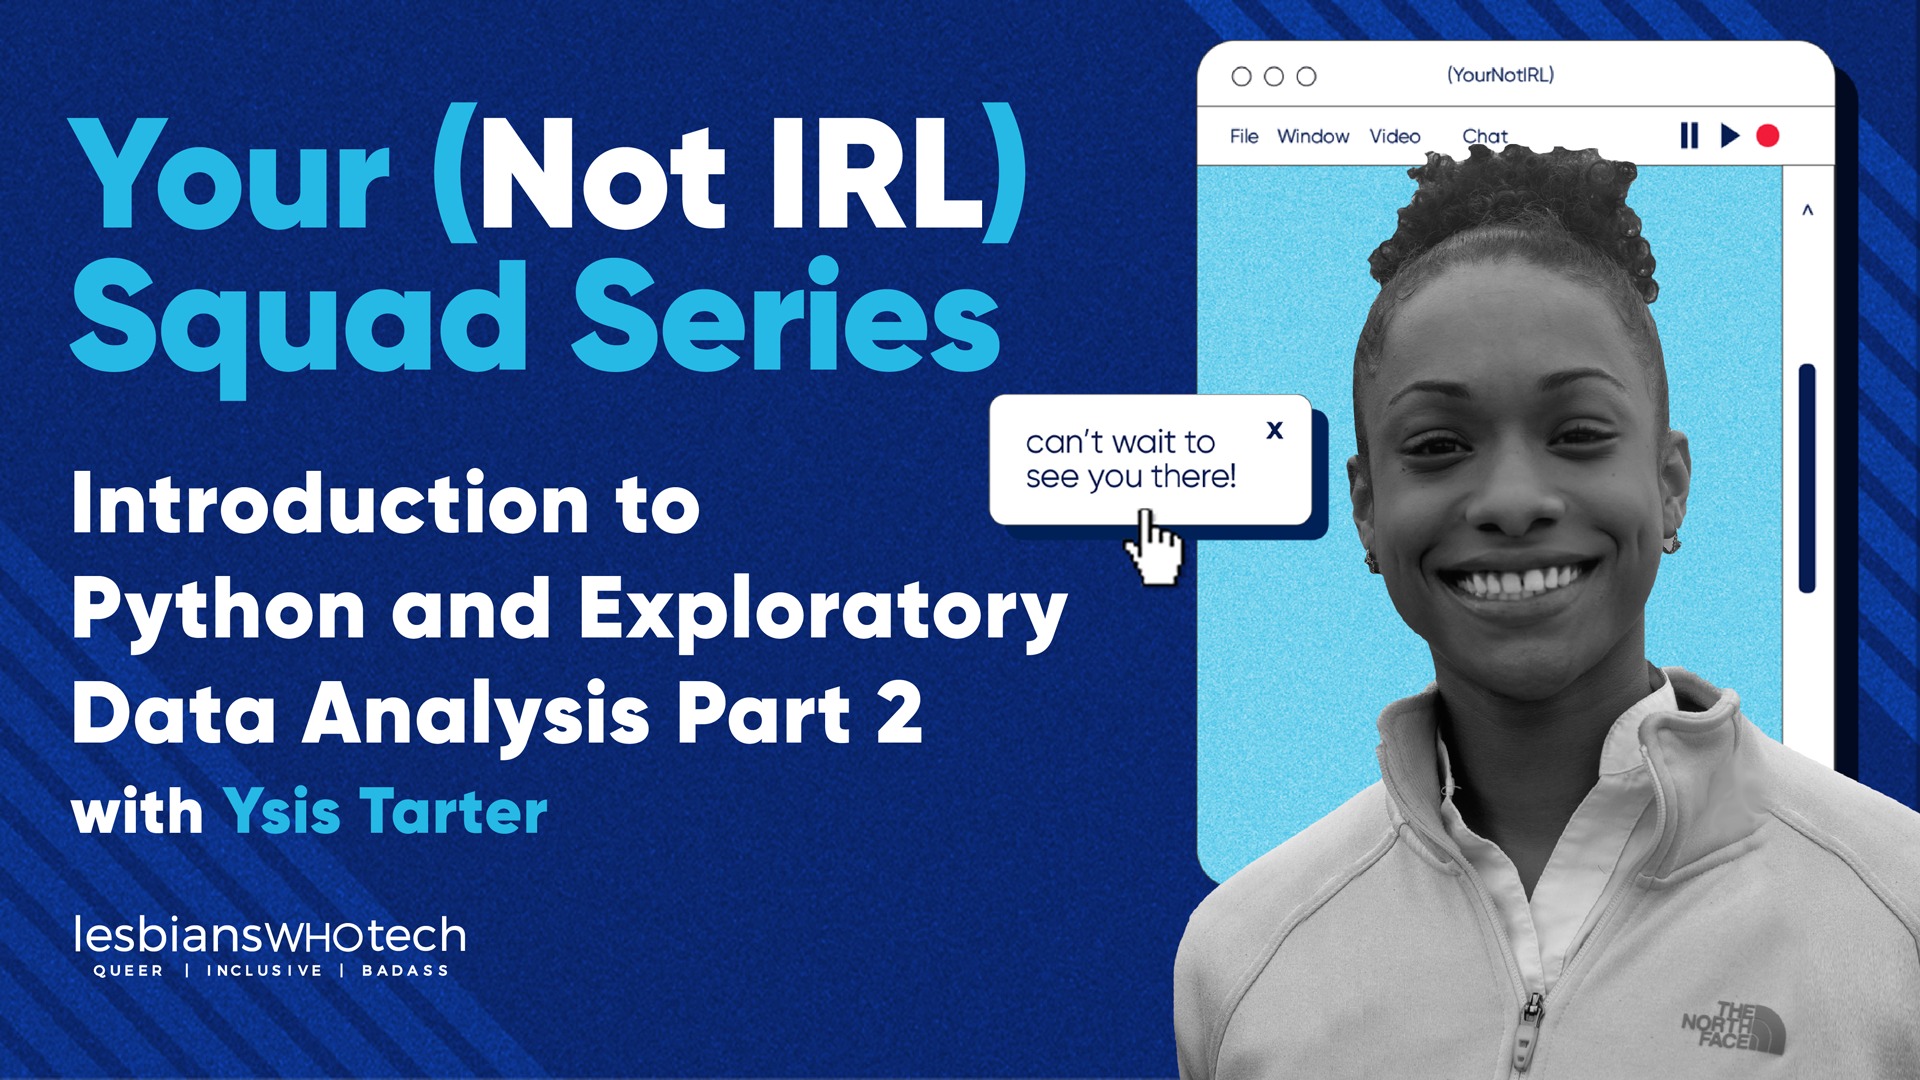 Your (Not IRL)
Squad Series
Introduction to
Python and Exploratory
Data Analysis Part 2
with Ysis Tarter
lesbiansWHOtech
QUEER | INCLUSIVE | BADASS
(YourNotIRL)
File Window Video Chat
can't wait to
see you there!
x
THE
NORTH
FACE